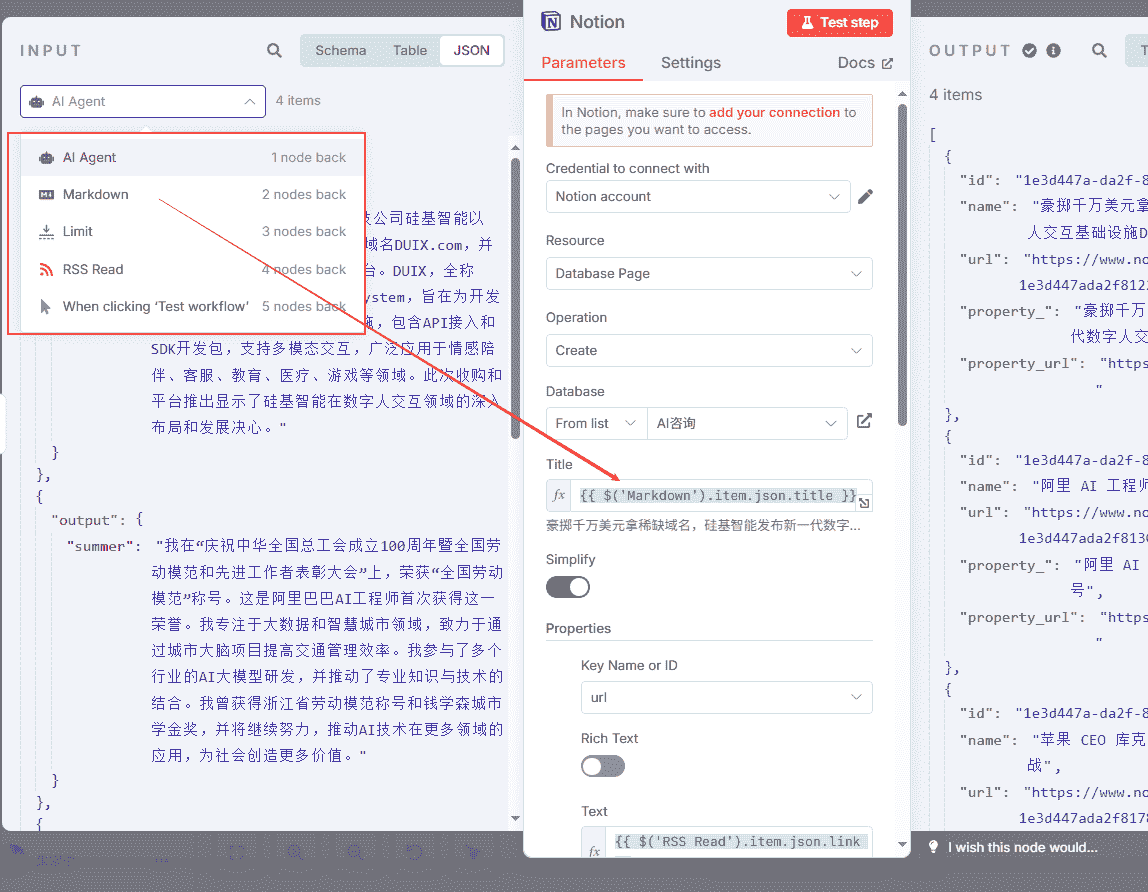 INPUT
Schema
Table
JSON
AI Agent
4 items
AI Agent
1 node back
Markdown
2 nodes back
Limit
3 nodes back
RSS Read
4 nodes back
When clicking ‘Test workflow’
5 nodes back
公司硅基智能以
域名DUIX.com，并
台。DUIX，全称
ystem，旨在为开发
，包含API接入和
SDK开发包，支持多模态交互，广泛应用于情感陪
伴、客服、教育、医疗、游戏等领域。此次收购和
平台推出显示了硅基智能在数字人交互领域的深入
布局和发展决心。"
}
},
{
"output": {
"summer": "我在“庆祝中华全国总工会成立100周年暨全国劳
动模范和先进工作者表彰大会”上，荣获“全国劳动
模范”称号。这是阿里巴巴AI工程师首次获得这一
荣誉。我专注于大数据和智慧城市领域，致力于通
过城市大脑项目提高交通管理效率。我参与了多个
行业的AI大模型研发，并推动了专业知识与技术的
结合。我曾获得浙江省劳动模范称号和钱学森城市
学金奖，并将继续努力，推动AI技术在更多领域的
应用，为社会创造更多价值。"
}
},
{
Notion
Test step
Parameters
Settings
Docs
In Notion, make sure to add your connection to
the pages you want to access.
Credential to connect with
Notion account
Resource
Database Page
Operation
Create
Database
From list
AI咨询
Title
fx
{{ $('Markdown').item.json.title }}
豪掷千万美元拿稀缺域名，硅基智能发布新一代数字...
Simplify
Properties
Key Name or ID
url
Rich Text
Text
fx
{{ $('RSS Read').item.json.link
OUTPUT
4 items
[
{
"id": "1e3d447a-da2f-8
"name": "豪掷千万美元拿
人交互基础设施D
"url": "https://www.no
1e3d447ada2f812
"property_": "豪掷千万
代数字人交
"property_url": "https
"
},
{
"id": "1e3d447a-da2f-8
"name": "阿里 AI 工程师
"url": "https://www.no
1e3d447ada2f813
"property_": "阿里 AI
号",
"property_url": "https
"
},
{
"id": "1e3d447a-da2f-8
"name": "苹果 CEO 库克
战",
"url": "https://www.no
1e3d447ada2f817
I wish this node would...